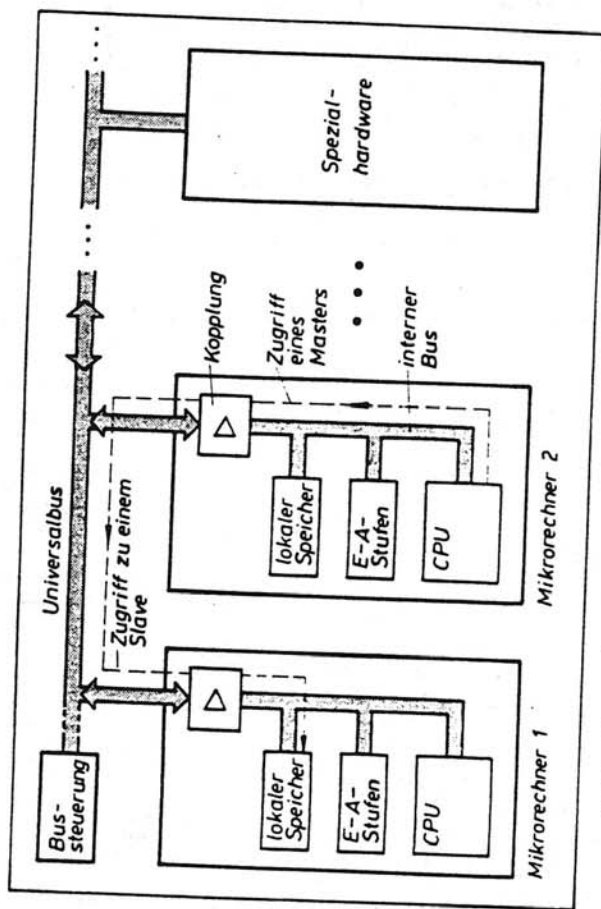 Bus-
steuerung
Universalbus
Zugriff zu einem
Slave
Kopplung
Zugriff
eines
Masters
interner
Bus
lokaler
Speicher
E-A-
Stufen
CPU
Mikrorechner 1
lokaler
Speicher
E-A-
Stufen
CPU
Mikrorechner 2
Spezial-
hardware